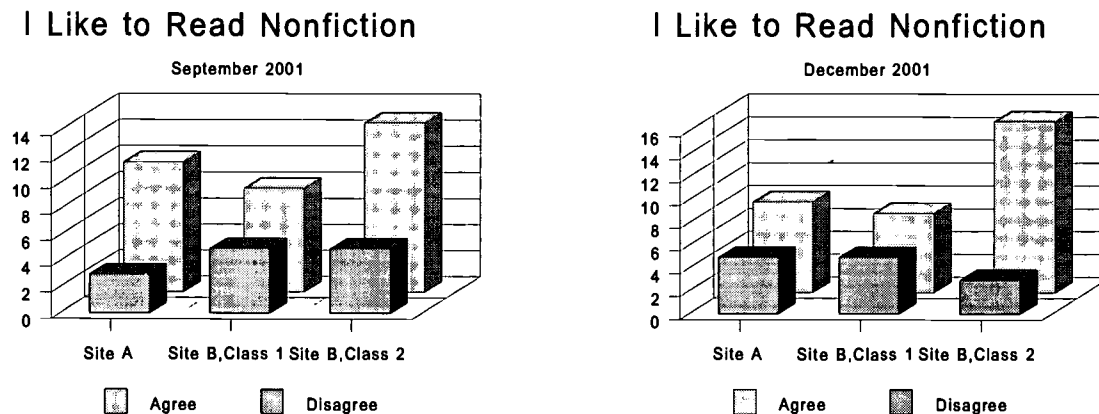 I Like to Read Nonfiction
September 2001
14
12
10
8
6
4
2
0
Site A
Site B,Class 1
Site B,Class 2
Agree
Disagree
I Like to Read Nonfiction
December 2001
16
14
12
10
8
6
4
2
0
Site A
Site B,Class 1
Site B,Class 2
Agree
Disagree